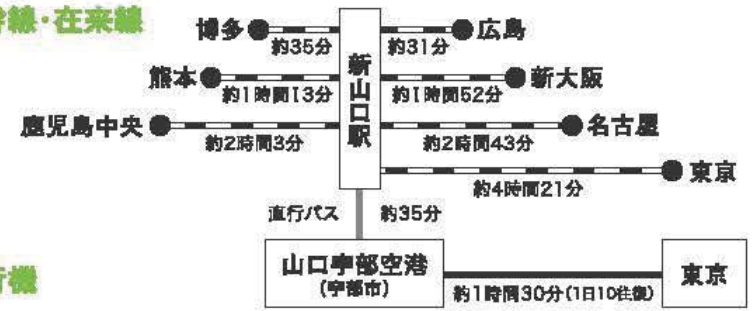 線・在来線
博多 約35分 約31分 広島
熊本 約1時間13分 約1時間52分 新大阪
鹿児島中央 約2時間3分 約2時間43分 名古屋
新山口駅
約4時間21分 東京
直行バス 約35分
山口宇部空港
(宇部市)
約1時間30分(1日10往復)
東京
機